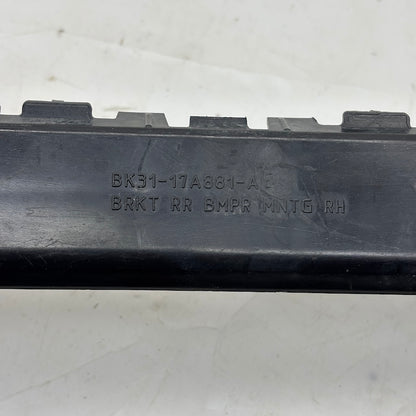 BK31-17A881-AE
BRKT RR BMPR MNTG RH